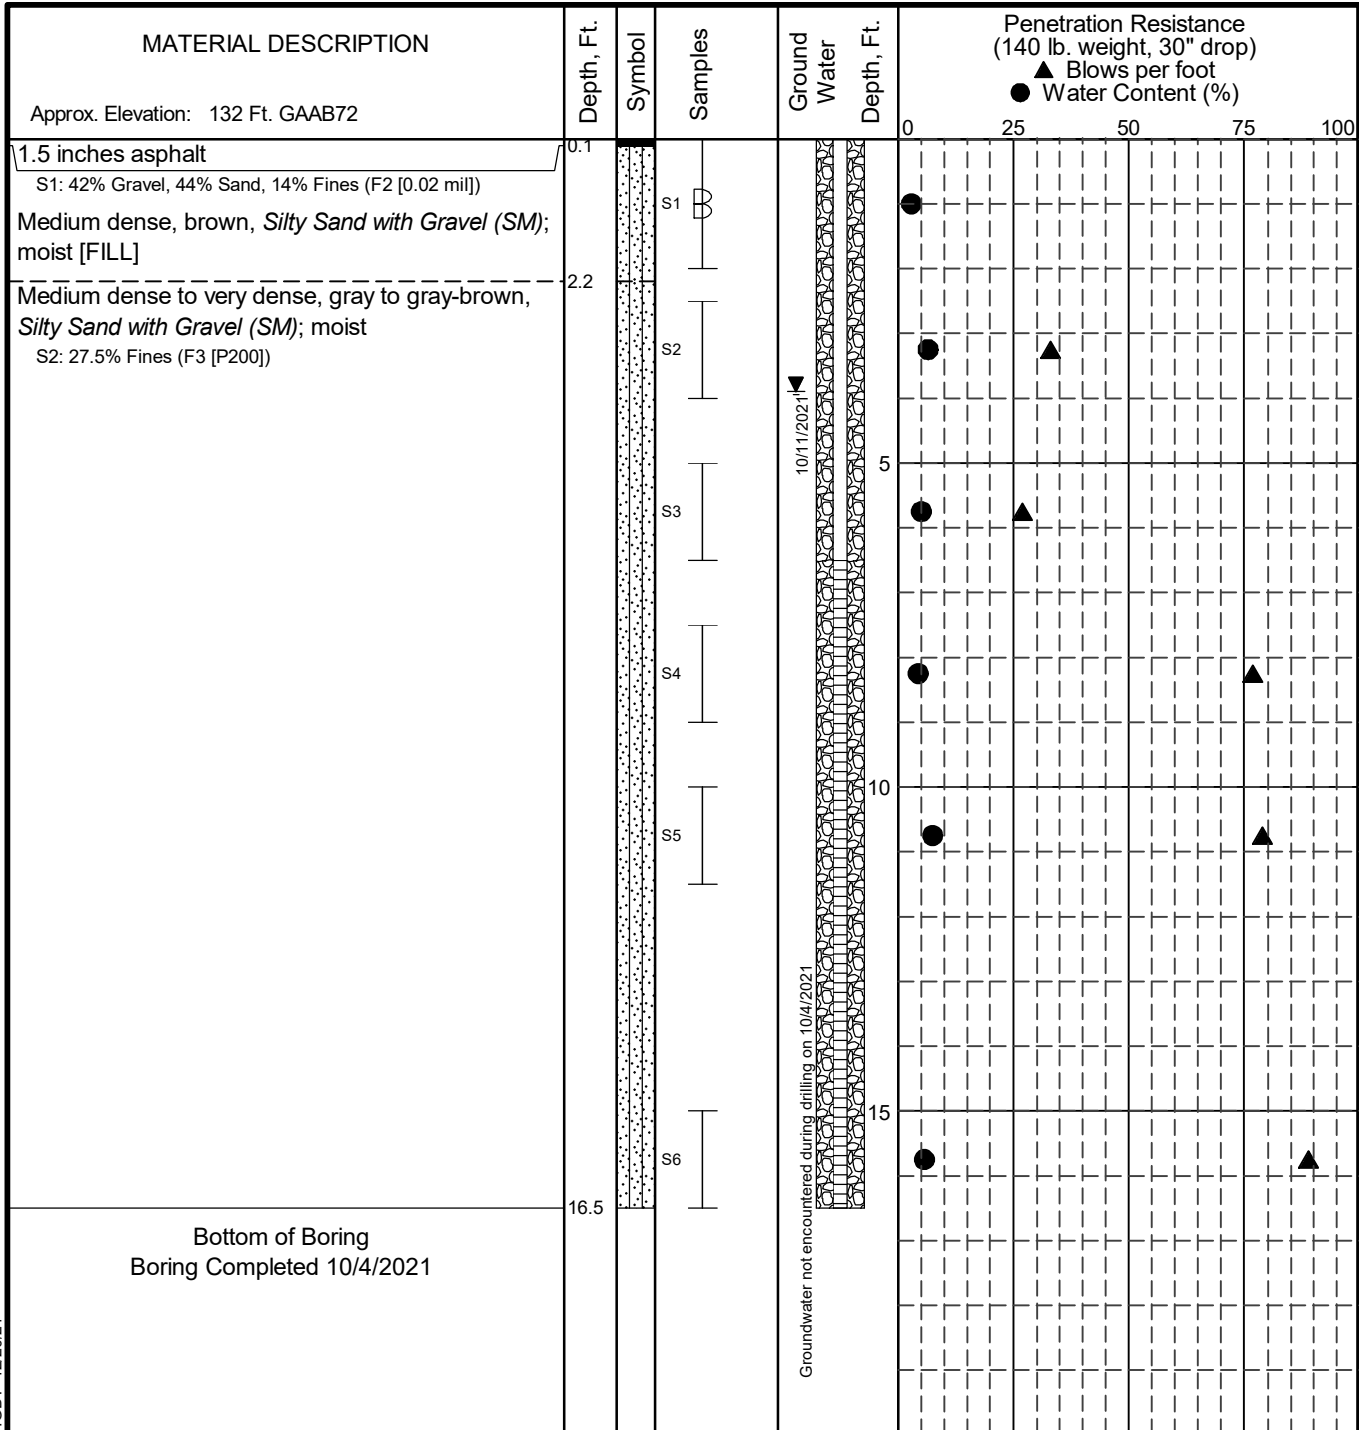 MATERIAL DESCRIPTION
Approx. Elevation: 132 Ft. GAAB72
Depth, Ft.
Symbol
Samples
Ground
Water
Depth, Ft.
Penetration Resistance
(140 lb. weight, 30" drop)
▲ Blows per foot
● Water Content (%)
0 25 50 75 100
1.5 inches asphalt
0.1
S1: 42% Gravel, 44% Sand, 14% Fines (F2 [0.02 mil])
Medium dense, brown, Silty Sand with Gravel (SM);
moist [FILL]
S1
2.2
Medium dense to very dense, gray to gray-brown,
Silty Sand with Gravel (SM); moist
S2: 27.5% Fines (F3 [P200])
S2
10/11/2021
5
S3
S4
10
S5
Groundwater not encountered during drilling on 10/4/2021
15
S6
16.5
Bottom of Boring
Boring Completed 10/4/2021